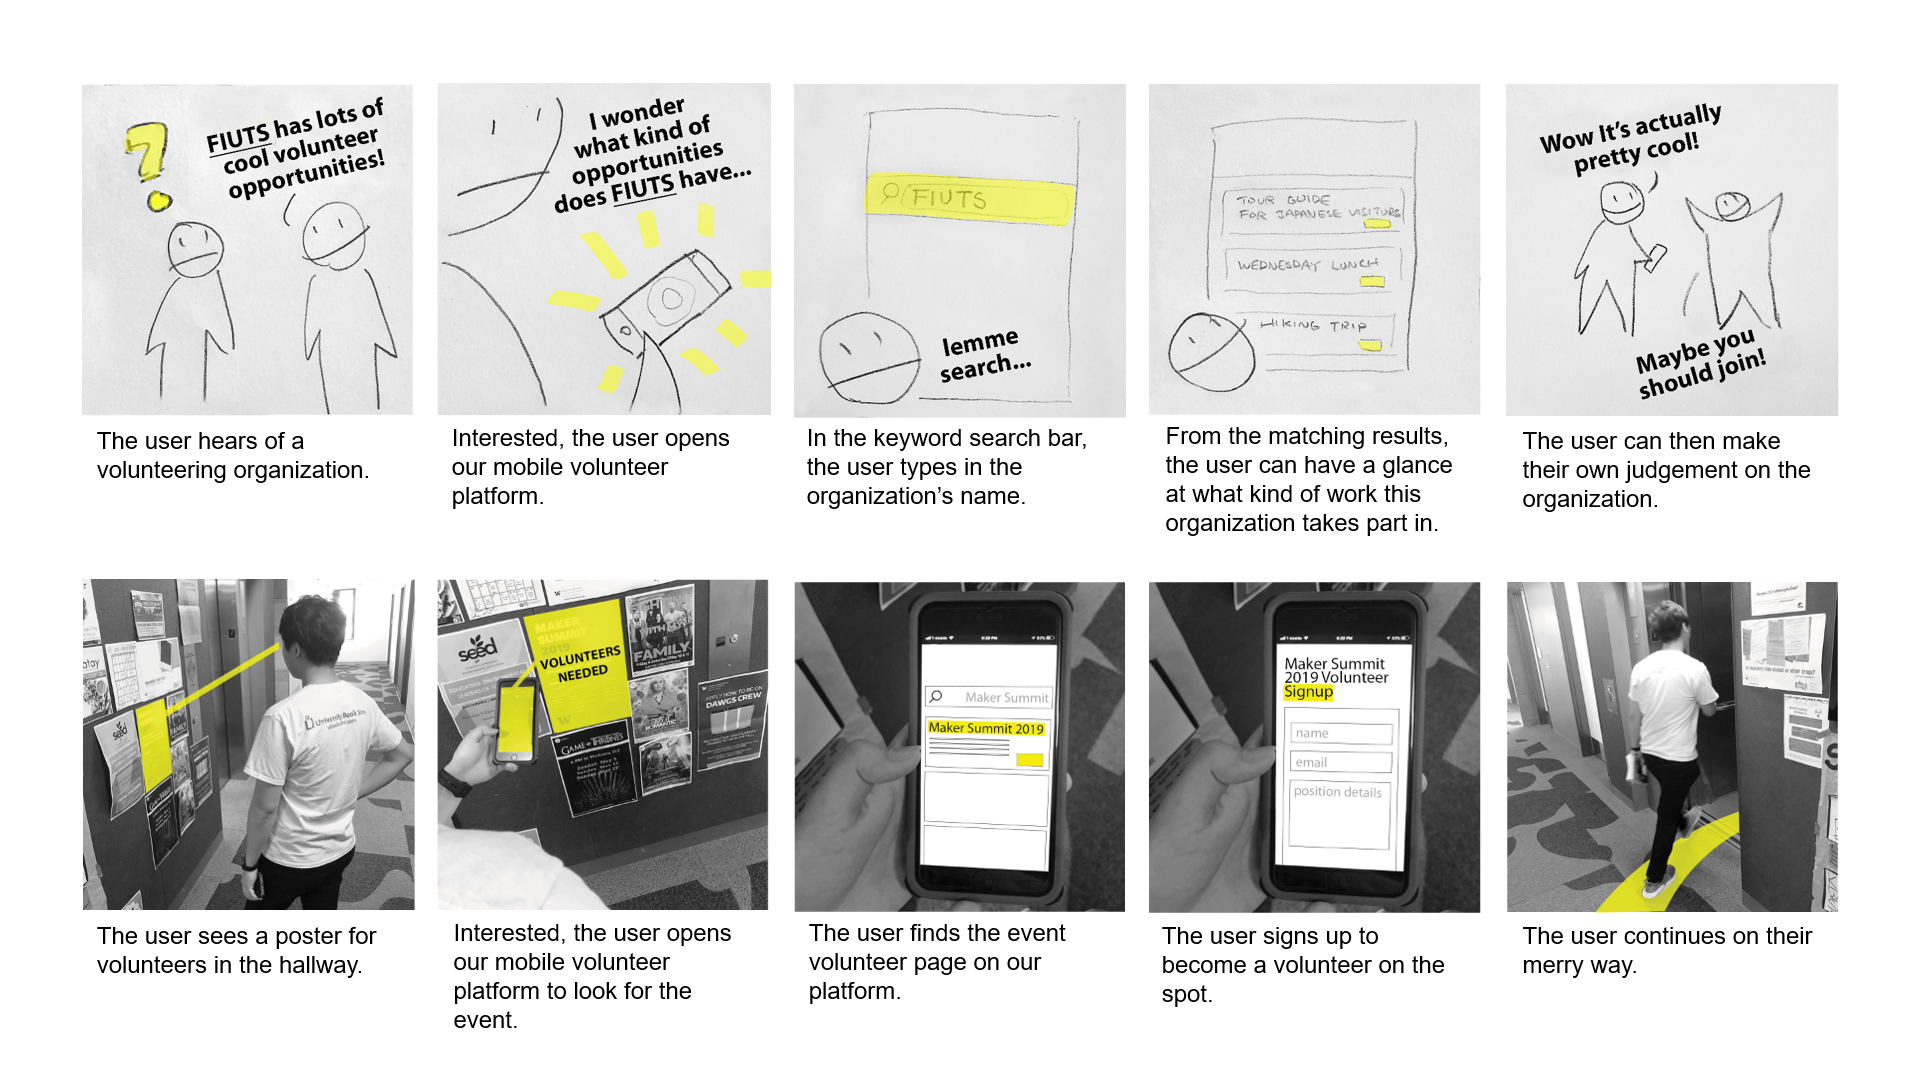 FIUTS has lots of
cool volunteer
opportunities!
I wonder
what kind of
opportunities
does FIUTS have...
FIUTS
lemme
search...
TOUR GUIDE
FOR JAPANESE VISITORS
WEDNESDAY LUNCH
HIKING TRIP
Wow It's actually
pretty cool!
Maybe you
should join!
The user hears of a
volunteering organization.
Interested, the user opens
our mobile volunteer
platform.
In the keyword search bar,
the user types in the
organization's name.
From the matching results,
the user can have a glance
at what kind of work this
organization takes part in.
The user can then make
their own judgement on the
organization.
seed
University Book Store
seed
MAKER
SUMMIT
2019
VOLUNTEERS
NEEDED
FAMILY
GAME OF THRONES
APPLY NOW TO BE ON
DAWGS CREW
T-Mobile
Maker Summit
Maker Summit 2019
T-Mobile
Maker Summit
2019 Volunteer
Signup
name
email
position details
The user sees a poster for
volunteers in the hallway.
Interested, the user opens
our mobile volunteer
platform to look for the
event.
The user finds the event
volunteer page on our
platform.
The user signs up to
become a volunteer on the
spot.
The user continues on their
merry way.